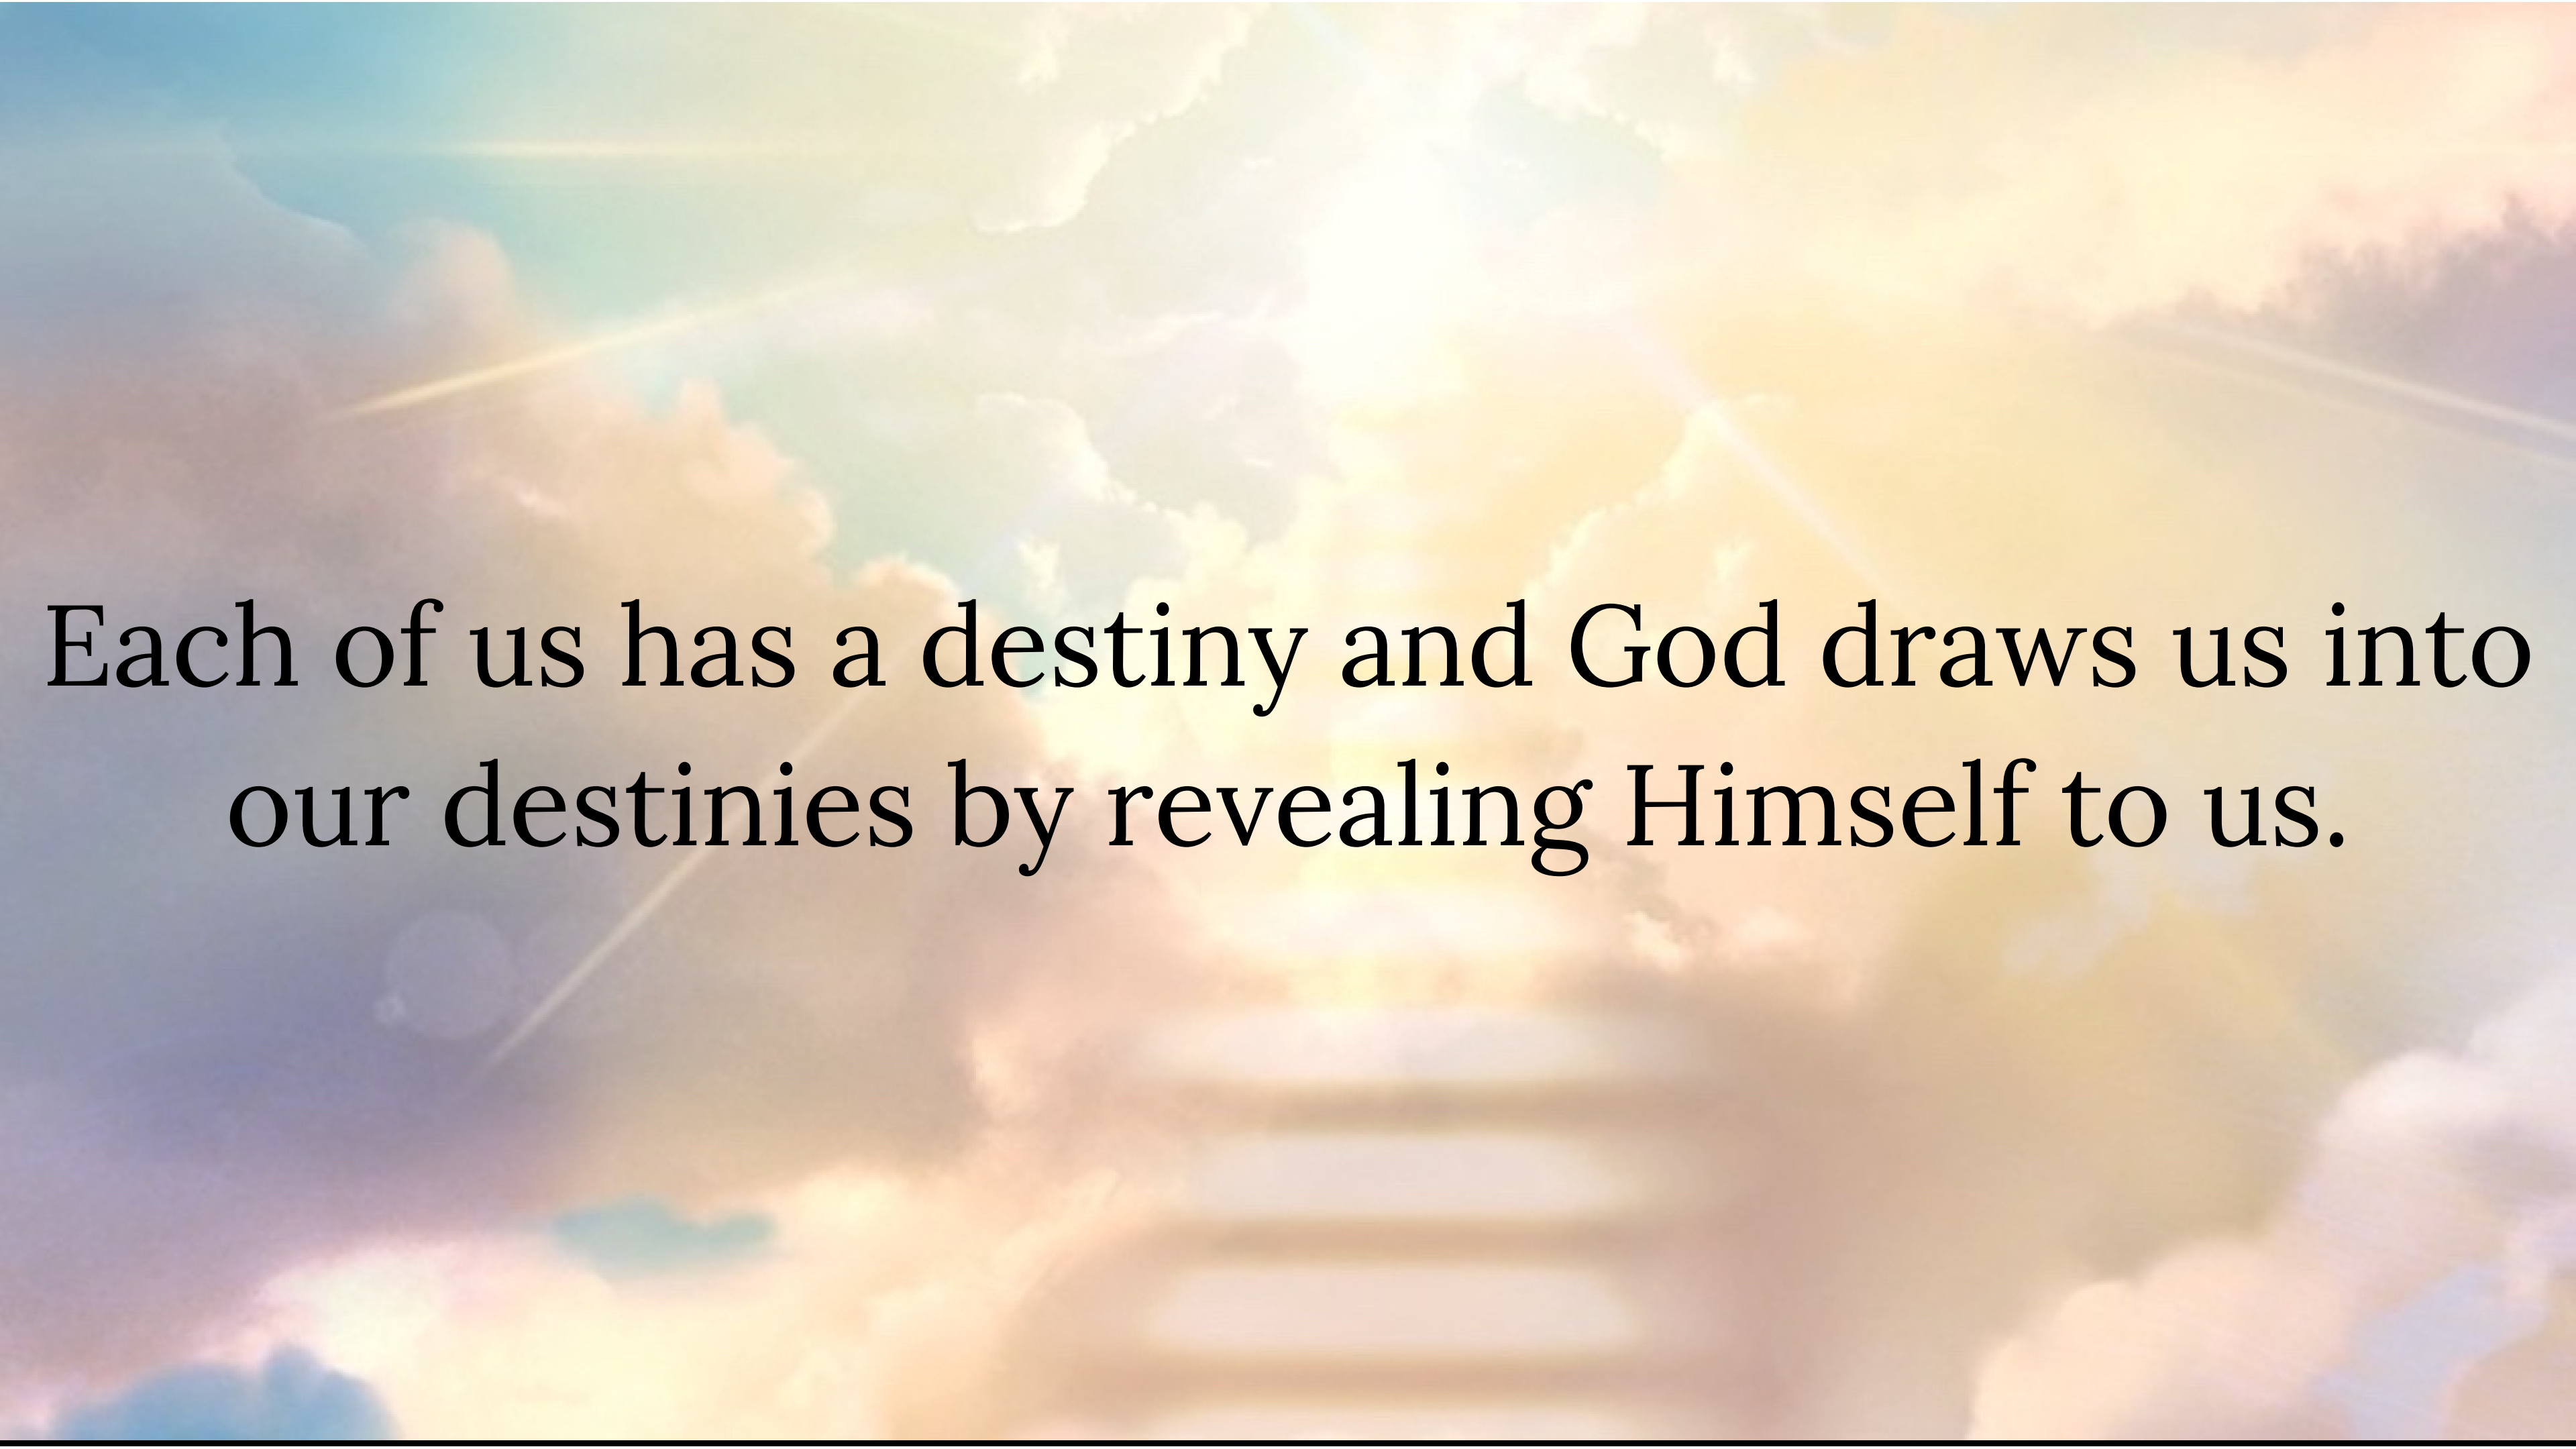 Each of us has a destiny and God draws us into
our destinies by revealing Himself to us.